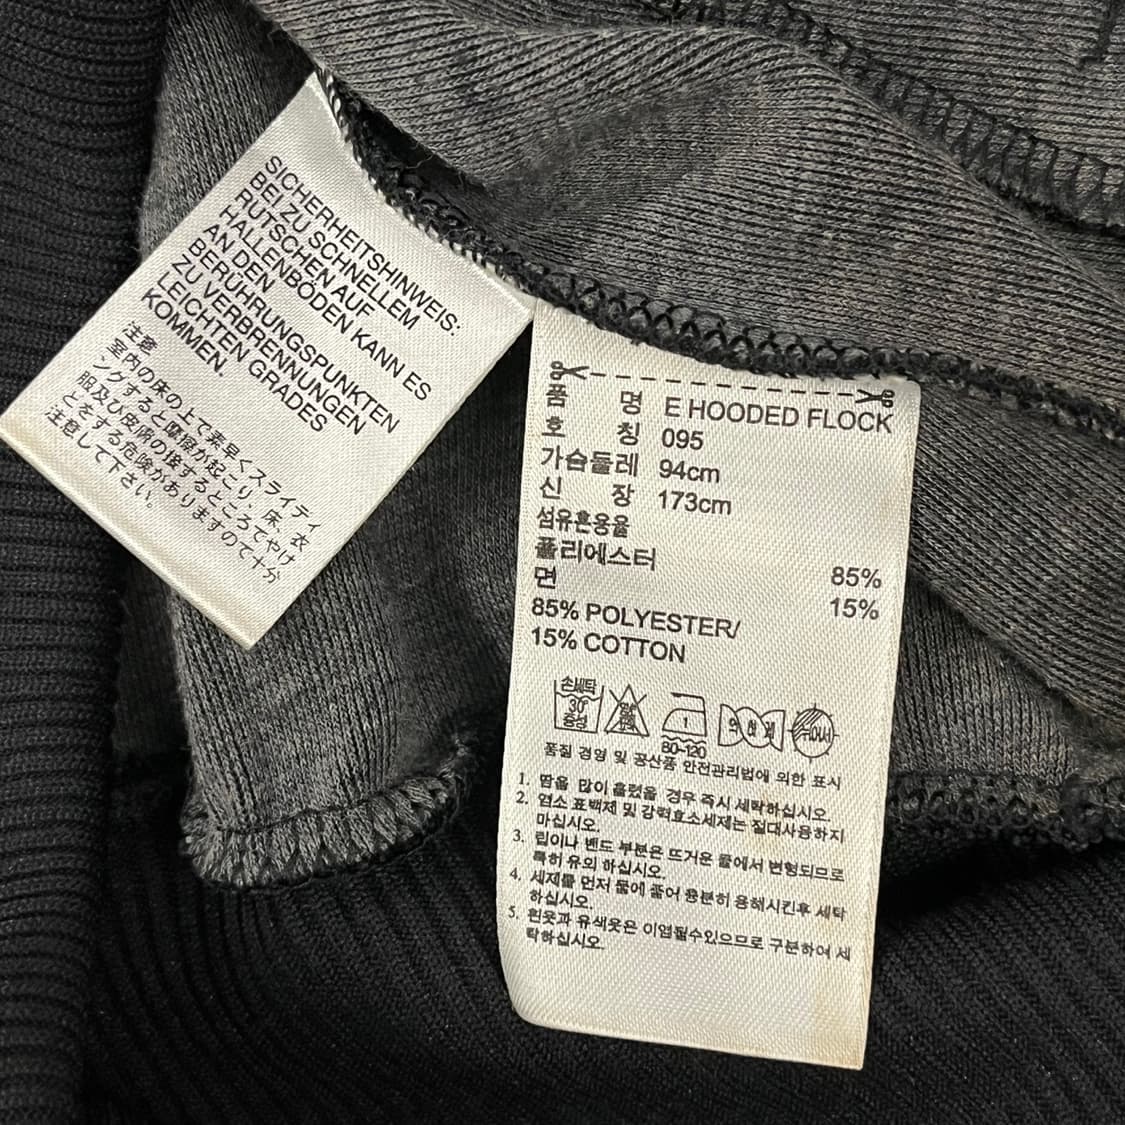 SICHERHEITSHINWEIS:
BEI ZU SCHNELLEM
RUTSCHEN AUF
HALLENBÖDEN KANN ES
AN DEN
BERÜHRUNGSPUNKTEN
ZU VERBRENNUNGEN
LEICHTEN GRADES
KOMMEN.
注意
室内の床の上で素早くスライディ
ングすると摩擦が起こり、床、衣
服及び皮膚の接するところでやけ
どをする危険がありますので十分
注意して下さい。
품 명 E HOODED FLOCK
호 칭 095
가슴둘레 94cm
신 장 173cm
섬유혼용율
폴리에스터 85%
면 15%
85% POLYESTER/
15% COTTON
손세탁
30°
중성
1
80-120
품질 경영 및 공산품 안전관리법에 의한 표시
1. 땀을 많이 흘렸을 경우 즉시 세탁하십시오.
2. 염소 표백제 및 강력효소세제는 절대사용하지
마십시오.
3. 립이나 밴드 부분은 뜨거운 물에서 변형되므로
특히 유의 하십시오.
4. 세제를 먼저 물에 풀어 충분히 용해시킨후 세탁
하십시오.
5. 흰옷과 유색옷은 이염될수있으므로 구분하여 세
탁하십시오.